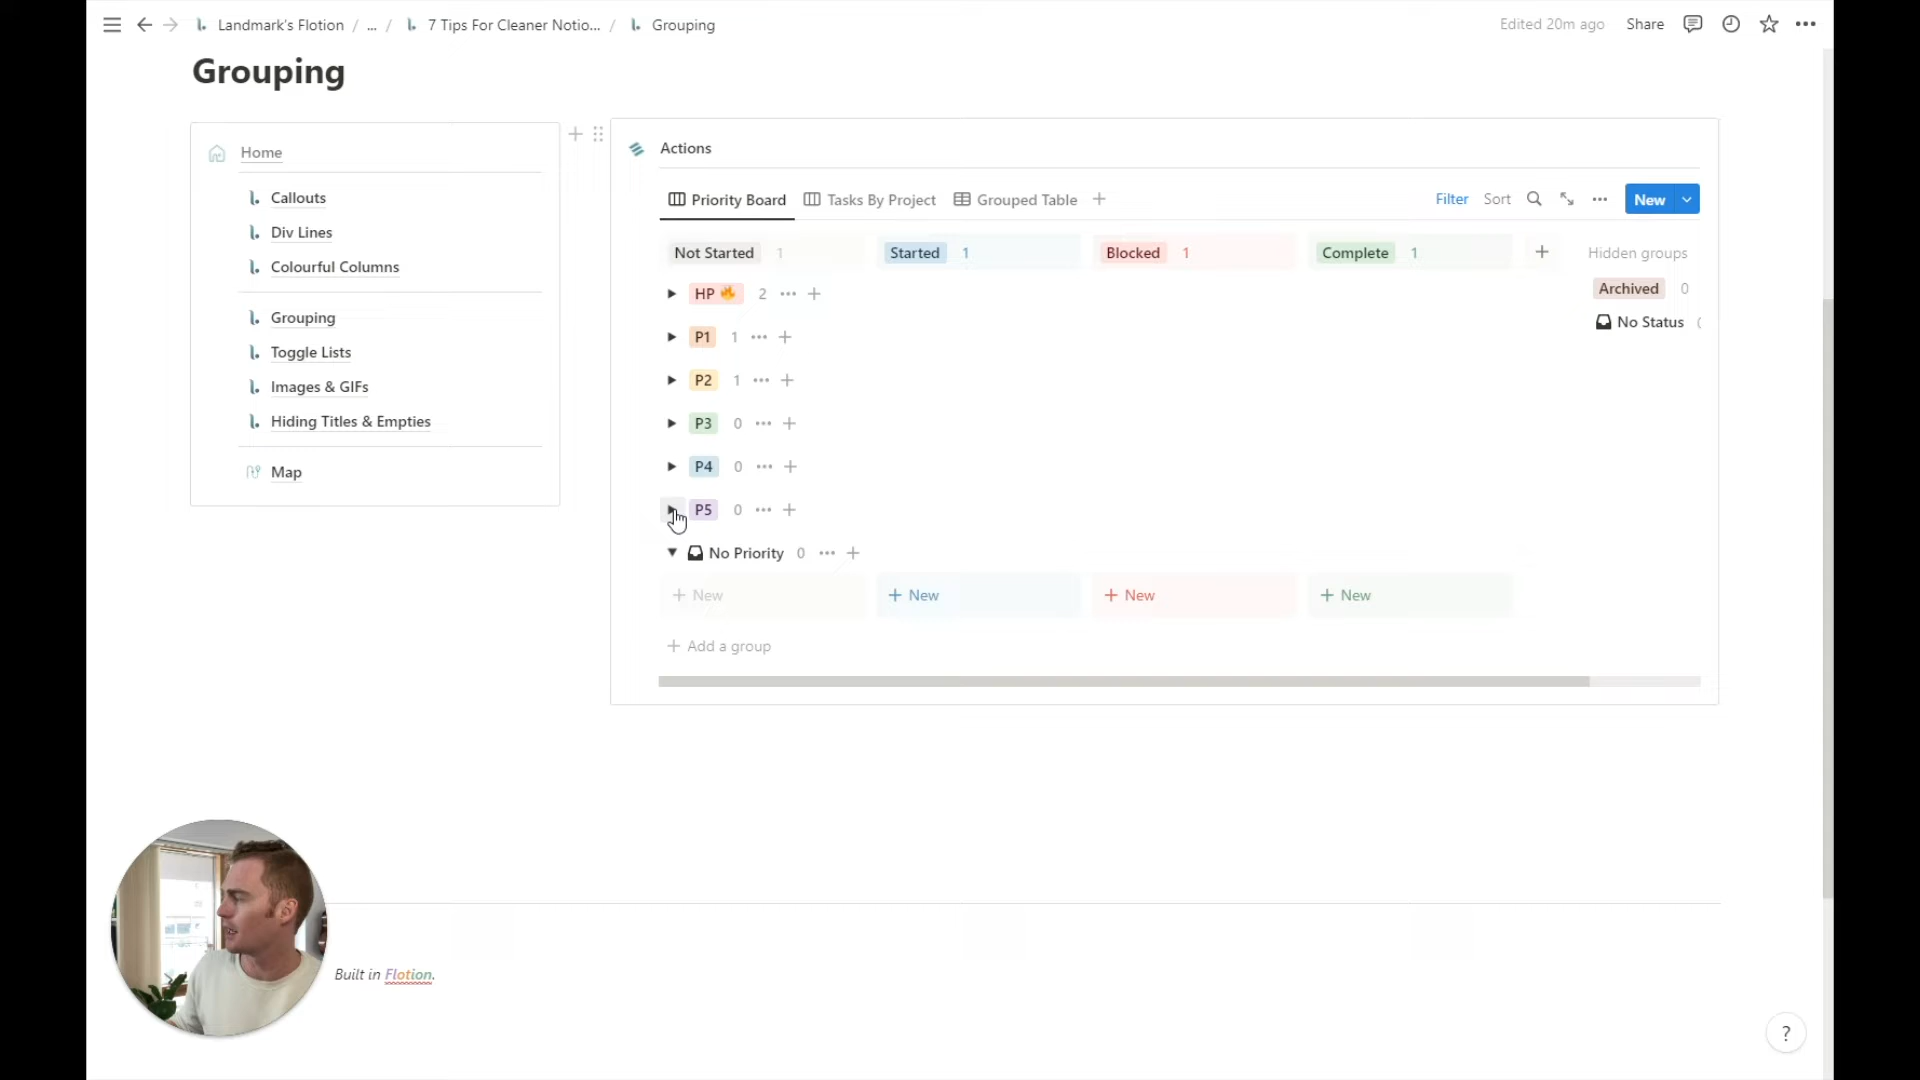 Landmark's Flotion / ... / 7 Tips For Cleaner Notio... / Grouping
Edited 20m ago Share
Grouping
Home
Callouts
Div Lines
Colourful Columns
Grouping
Toggle Lists
Images & GIFs
Hiding Titles & Empties
Map
Actions
Priority Board Tasks By Project Grouped Table
Filter Sort New
Not Started 1 Started 1 Blocked 1 Complete 1 Hidden groups
Archived 0
No Status
HP 🔥 2
P1 1
P2 1
P3 0
P4 0
P5 0
No Priority 0
+ New + New + New + New
+ Add a group
Built in Flotion.
?